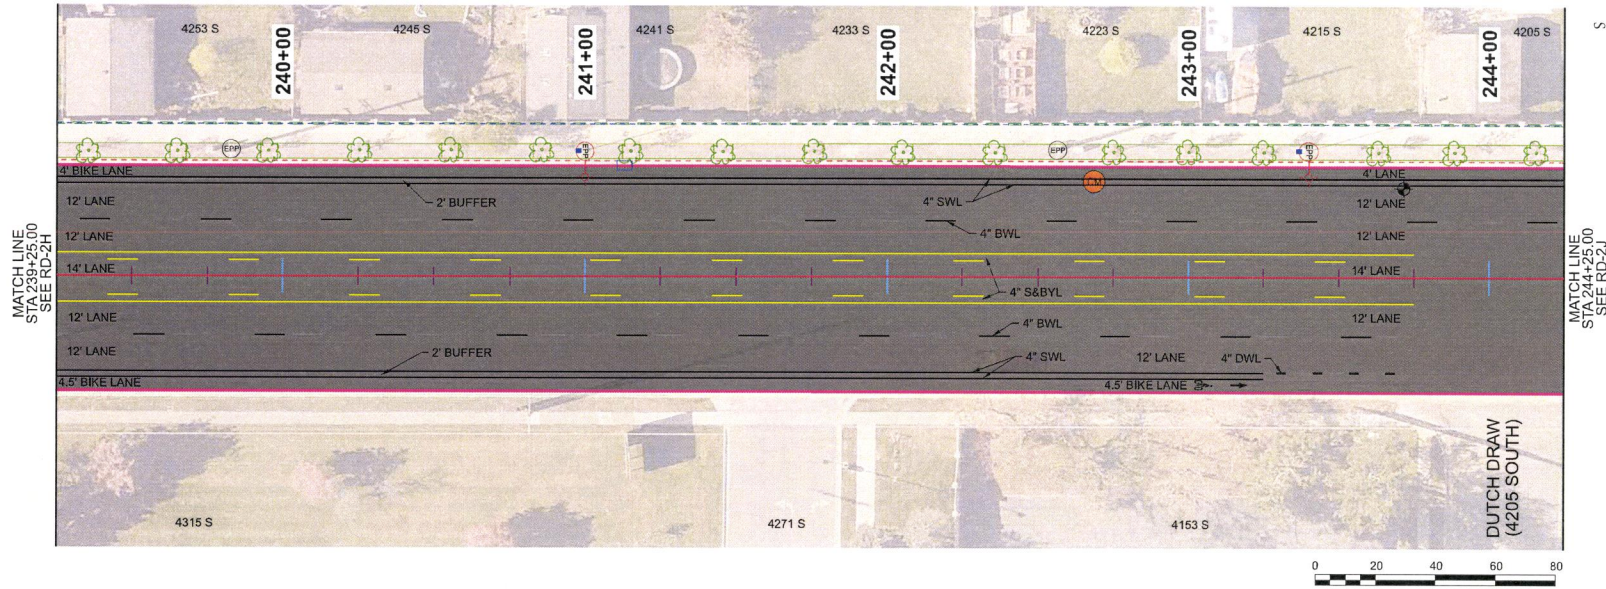 4253 S
4245 S
4241 S
4233 S
4223 S
4215 S
4205 S
S
240+00
241+00
242+00
243+00
244+00
EPP
EPP
EPP
EPP
4' BIKE LANE
4' LANE
2' BUFFER
4" SWL
12' LANE
12' LANE
4" BWL
12' LANE
12' LANE
14' LANE
14' LANE
4" S&BYL
12' LANE
12' LANE
4" BWL
12' LANE
2' BUFFER
4" SWL
12' LANE
4" DWL
4.5' BIKE LANE
4.5' BIKE LANE
MATCH LINE
STA 239+25.00
SEE RD-2H
MATCH LINE
STA 244+25.00
SEE RD-2J
4315 S
4271 S
4153 S
DUTCH DRAW
(4205 SOUTH)
0 20 40 60 80